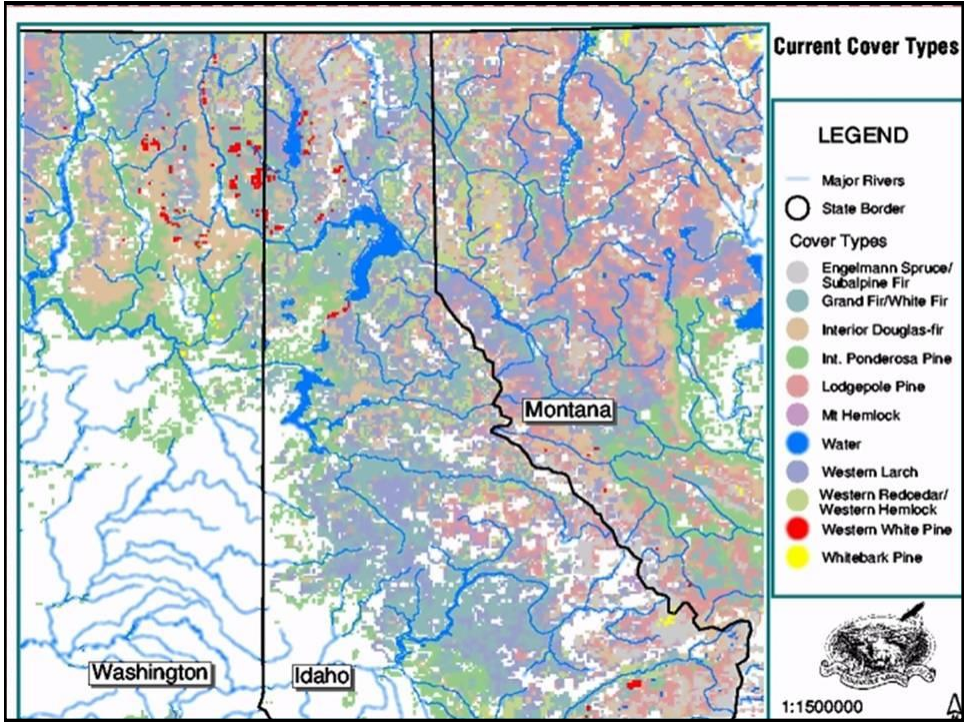 Current Cover Types
LEGEND
Major Rivers
State Border
Cover Types
Engelmann Spruce/
Subalpine Fir
Grand Fir/White Fir
Interior Douglas-fir
Int. Ponderosa Pine
Lodgepole Pine
Mt Hemlock
Water
Western Larch
Western Redcedar/
Western Hemlock
Western White Pine
Whitebark Pine
Montana
Washington
Idaho
1:1500000